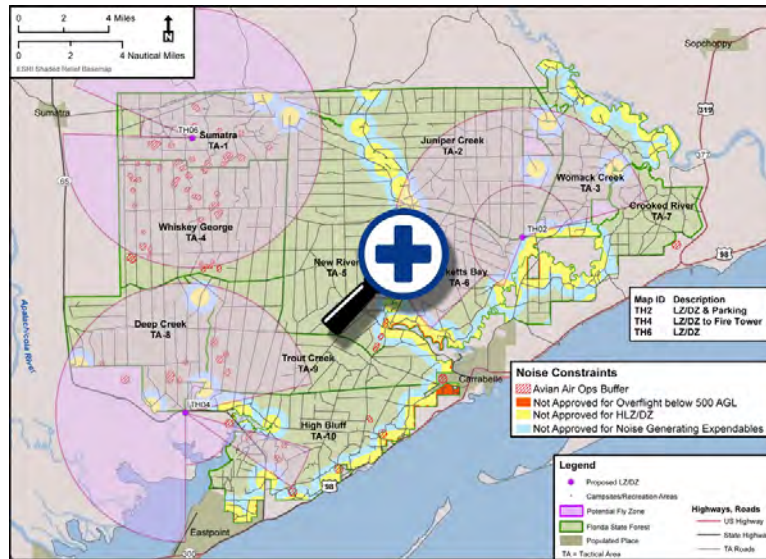 0 2 4 Miles
0 2 4 Nautical Miles
N
ESRI Shaded Relief Basemap
Sopchoppy
319
Sumatra
TH06
Sumatra
TA-1
Juniper Creek
TA-2
377
Womack Creek
TA-3
65
Crooked River
TA-7
Whiskey George
TA-4
TH02
98
New River
TA-5
etts Bay
TA-6
Map ID Description
TH2 LZ/DZ & Parking
TH4 LZ/DZ to Fire Tower
TH6 LZ/DZ
Apalachicola River
Deep Creek
TA-8
Trout Creek
TA-9
Noise Constraints
Carrabelle
Avian Air Ops Buffer
Not Approved for Overflight below 500 AGL
Not Approved for HLZ/DZ
Not Approved for Noise Generating Expendables
TH04
High Bluff
TA-10
98
Legend
Proposed LZ/DZ
Campsites/Recreation Areas
Potential Fly Zone
Florida State Forest
Populated Place
TA = Tactical Area
Highways, Roads
US Highway
State Highw
TA Roads
Eastpoint
300